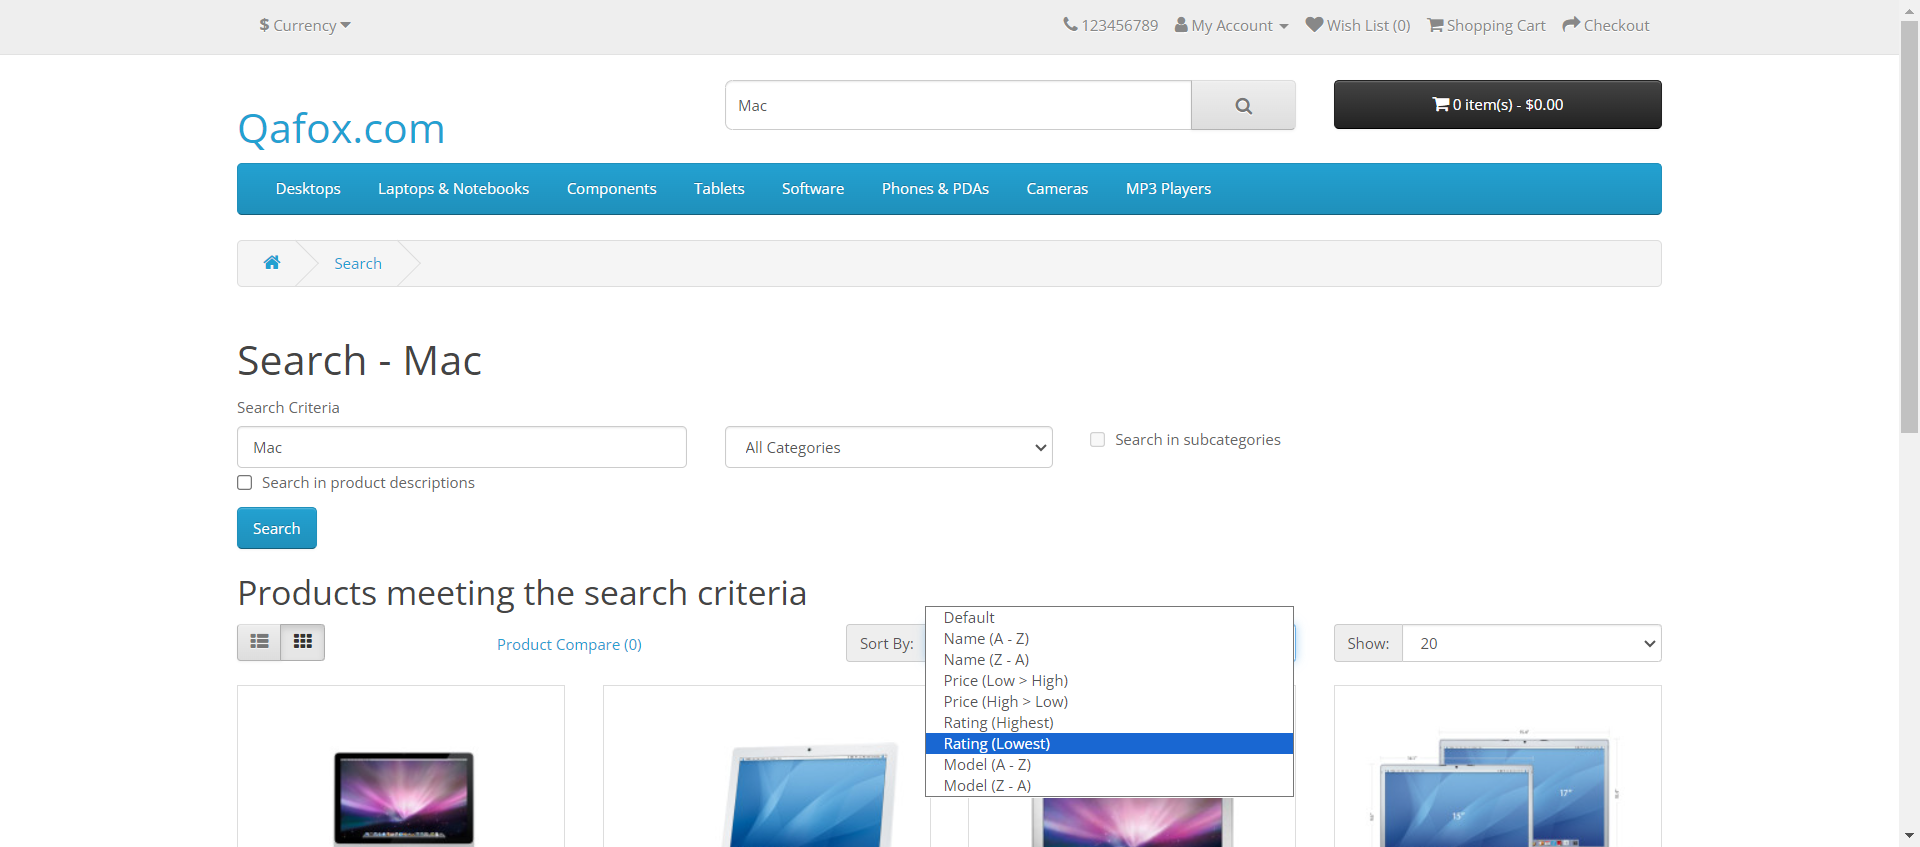 $ Currency
123456789 My Account Wish List (0) Shopping Cart Checkout
Qafox.com
Mac
0 item(s) - $0.00
Desktops Laptops & Notebooks Components Tablets Software Phones & PDAs Cameras MP3 Players
Search
Search - Mac
Search Criteria
Mac
All Categories
Search in subcategories
Search in product descriptions
Search
Products meeting the search criteria
Product Compare (0)
Sort By:
Default
Name (A - Z)
Name (Z - A)
Price (Low > High)
Price (High > Low)
Rating (Highest)
Rating (Lowest)
Model (A - Z)
Model (Z - A)
Show: 20
15"
17"